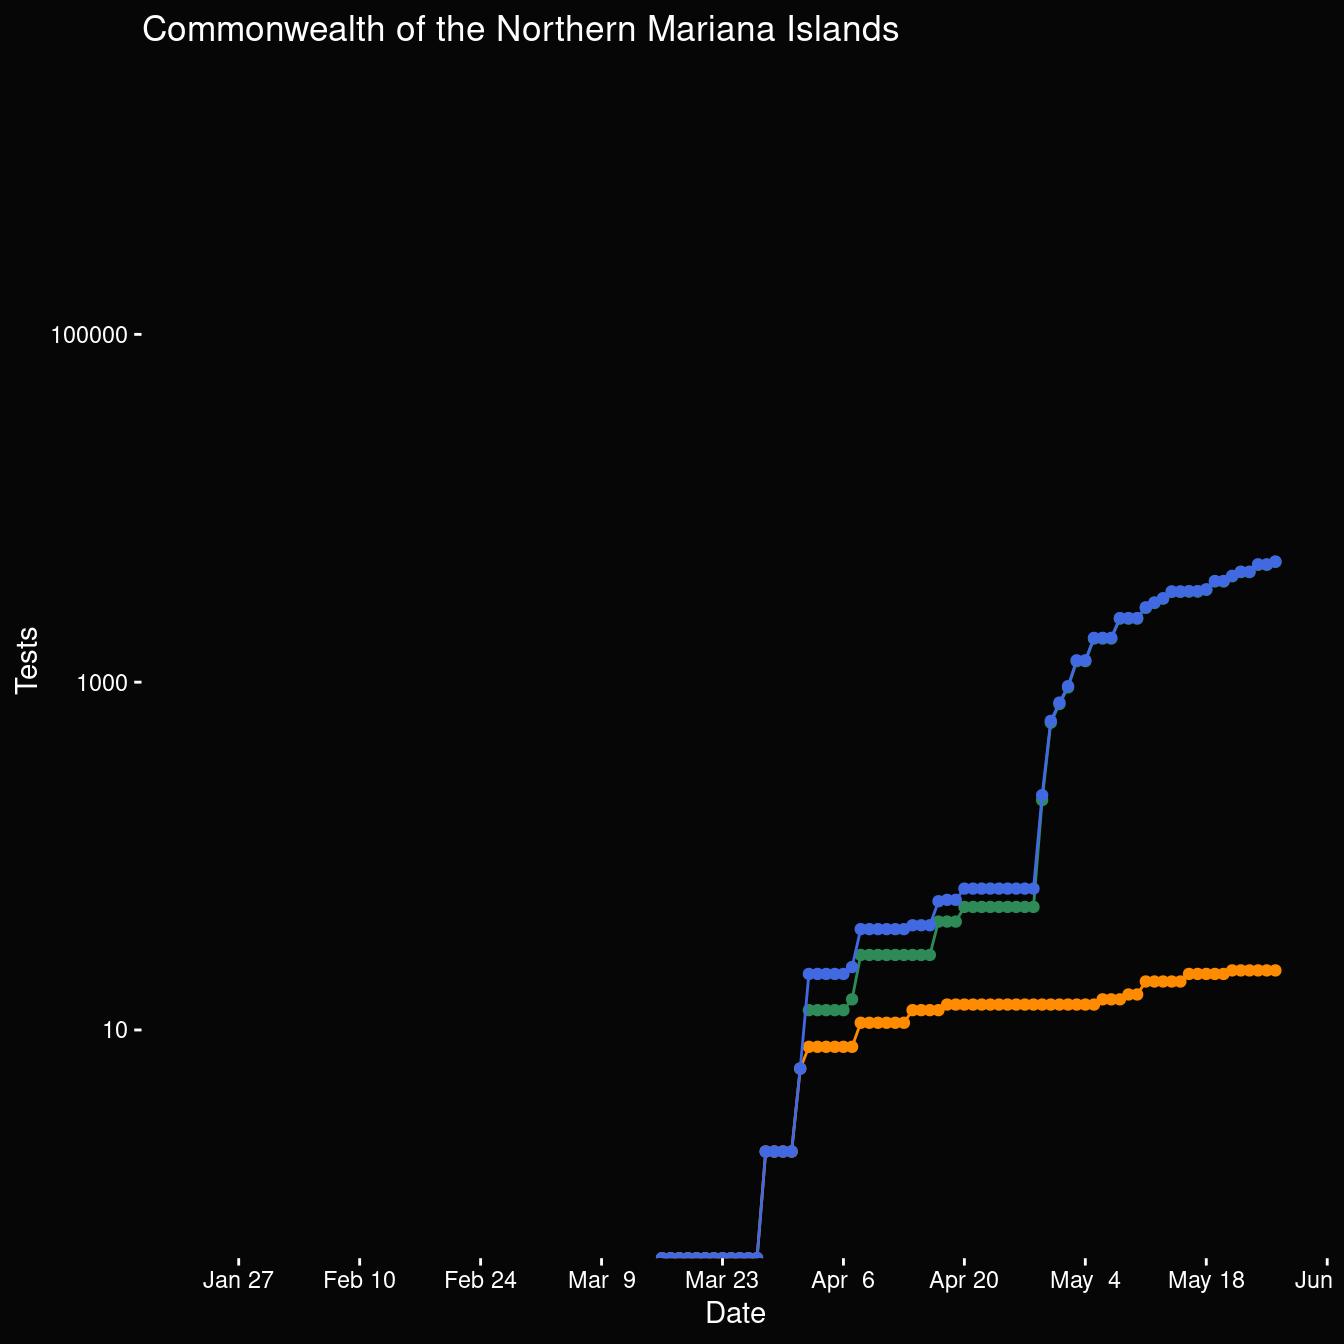 Commonwealth of the Northern Mariana Islands
100000
1000
10
Tests
Jan 27 Feb 10 Feb 24 Mar 9 Mar 23 Apr 6 Apr 20 May 4 May 18 Jun
Date